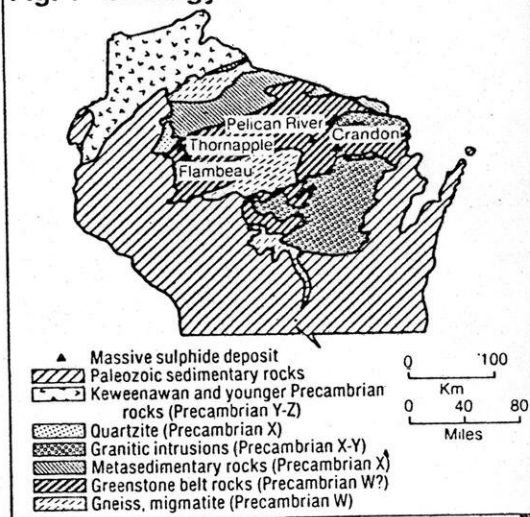 Pelican River
Crandon
Thornapple
Flambeau
Massive sulphide deposit
Paleozoic sedimentary rocks
Keweenawan and younger Precambrian
rocks (Precambrian Y-Z)
Quartzite (Precambrian X)
Granitic intrusions (Precambrian X-Y)
Metasedimentary rocks (Precambrian X)
Greenstone belt rocks (Precambrian W?)
Gneiss, migmatite (Precambrian W)
0 100
Km
0 40 80
Miles